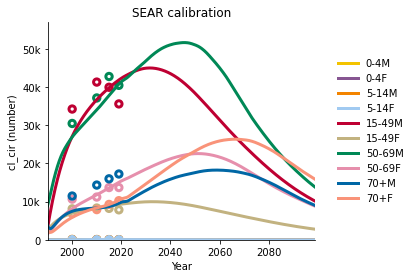 SEAR calibration
cl_cir (number)
50k
40k
30k
20k
10k
0
2000
2020
2040
2060
2080
Year
0-4M
0-4F
5-14M
5-14F
15-49M
15-49F
50-69M
50-69F
70+M
70+F